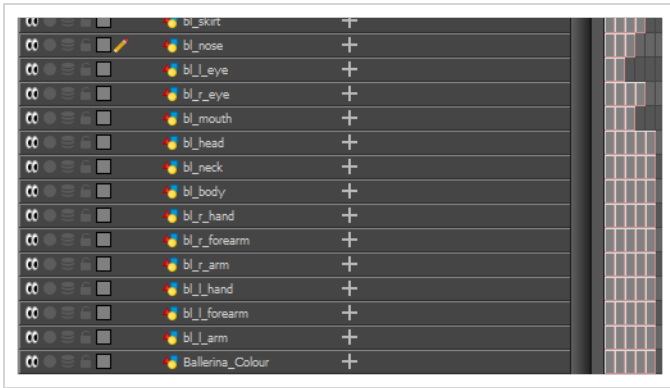 bl_skirt
bl_nose
bl_l_eye
bl_r_eye
bl_mouth
bl_head
bl_neck
bl_body
bl_r_hand
bl_r_forearm
bl_r_arm
bl_l_hand
bl_l_forearm
bl_l_arm
Ballerina_Colour